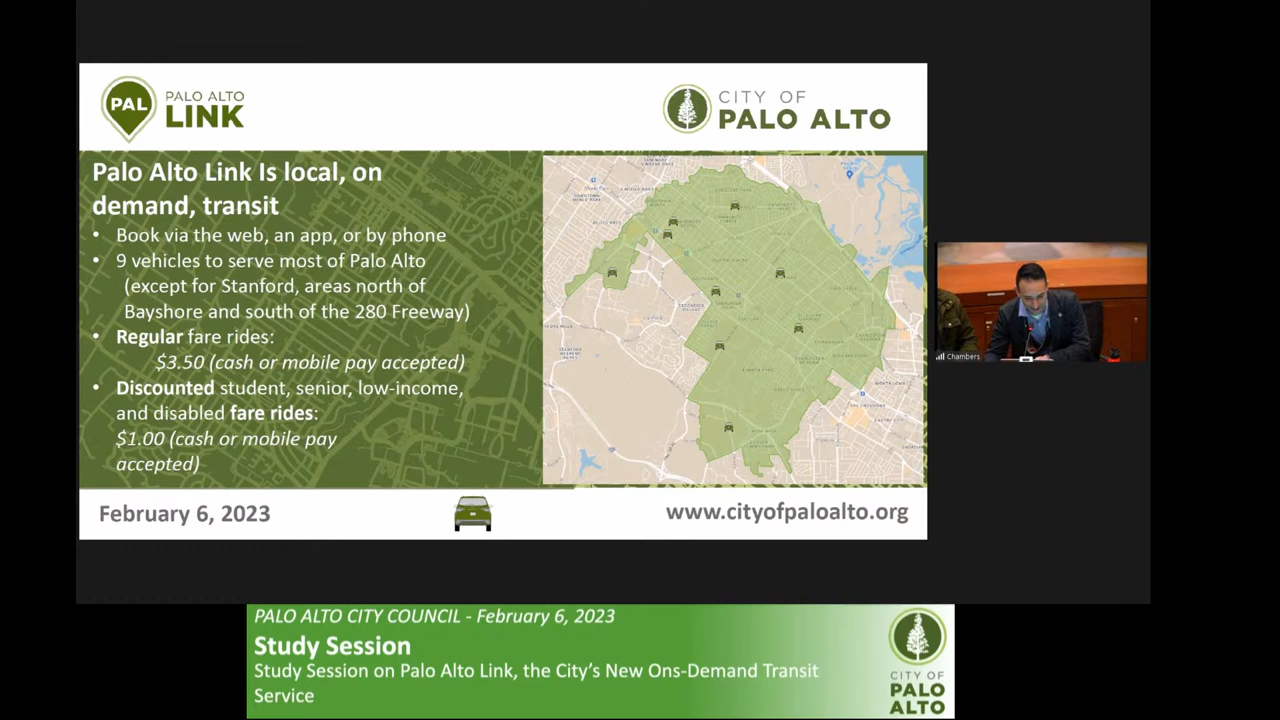 PAL
PALO ALTO
LINK
CITY OF
PALO ALTO
Palo Alto Link Is local, on
demand, transit
• Book via the web, an app, or by phone
• 9 vehicles to serve most of Palo Alto
(except for Stanford, areas north of
Bayshore and south of the 280 Freeway)
• Regular fare rides:
$3.50 (cash or mobile pay accepted)
• Discounted student, senior, low-income,
and disabled fare rides:
$1.00 (cash or mobile pay
accepted)
February 6, 2023
www.cityofpaloalto.org
Chambers
PALO ALTO CITY COUNCIL - February 6, 2023
Study Session
Study Session on Palo Alto Link, the City's New Ons-Demand Transit
Service
CITY OF
PALO
ALTO